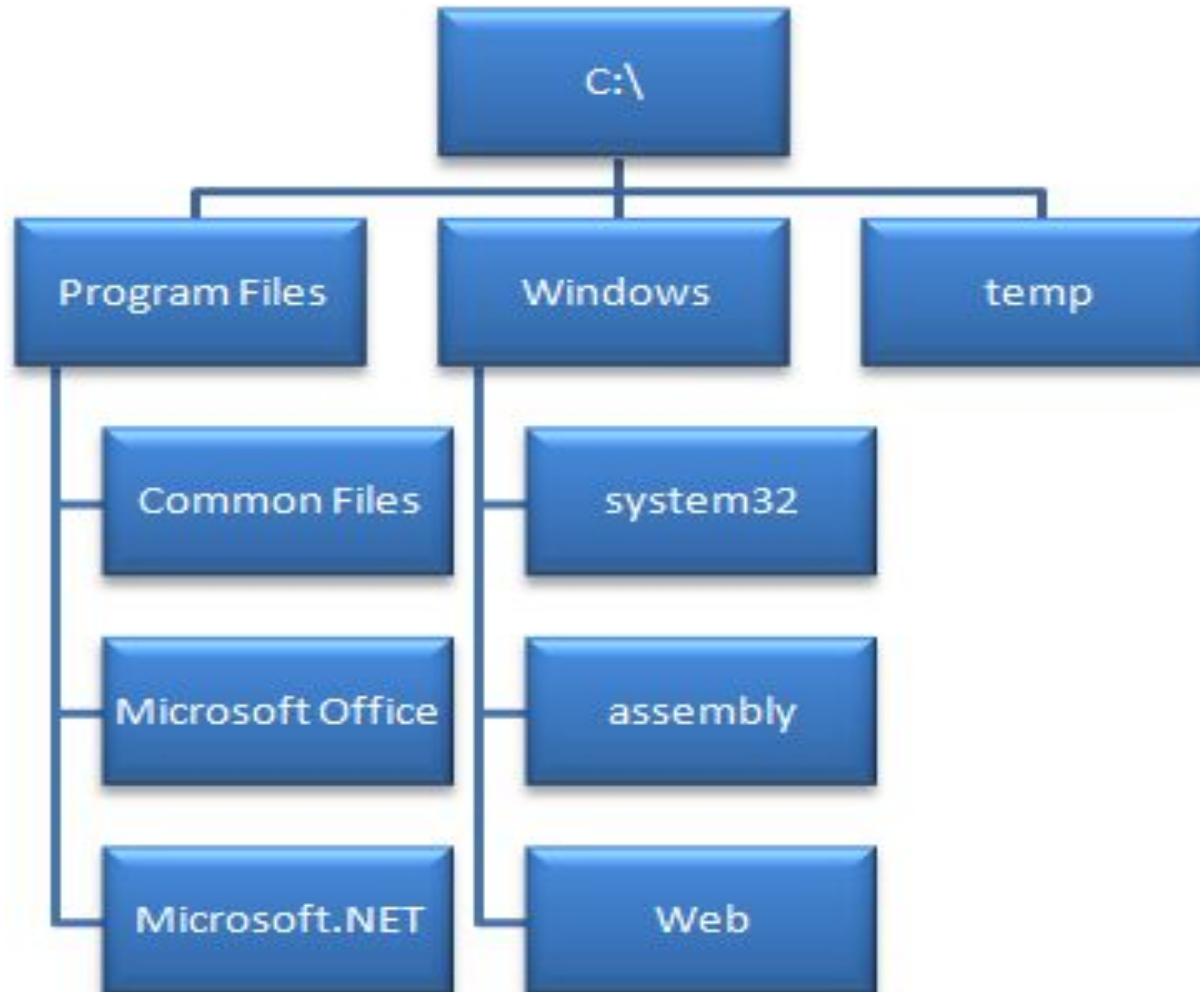 C:\
Program Files
Windows
temp
Common Files
system32
Microsoft Office
assembly
Microsoft.NET
Web